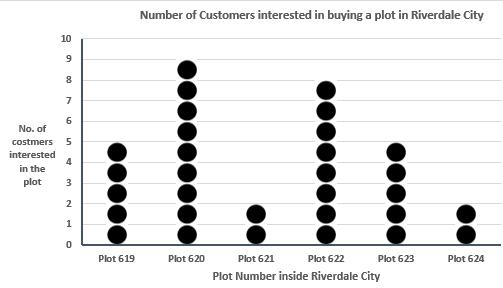 Number of Customers interested in buying a plot in Riverdale City
10
9
8
7
6
5
4
3
2
1
0
No. of
costmers
interested
in the
plot
Plot 619 Plot 620 Plot 621 Plot 622 Plot 623 Plot 624
Plot Number inside Riverdale City